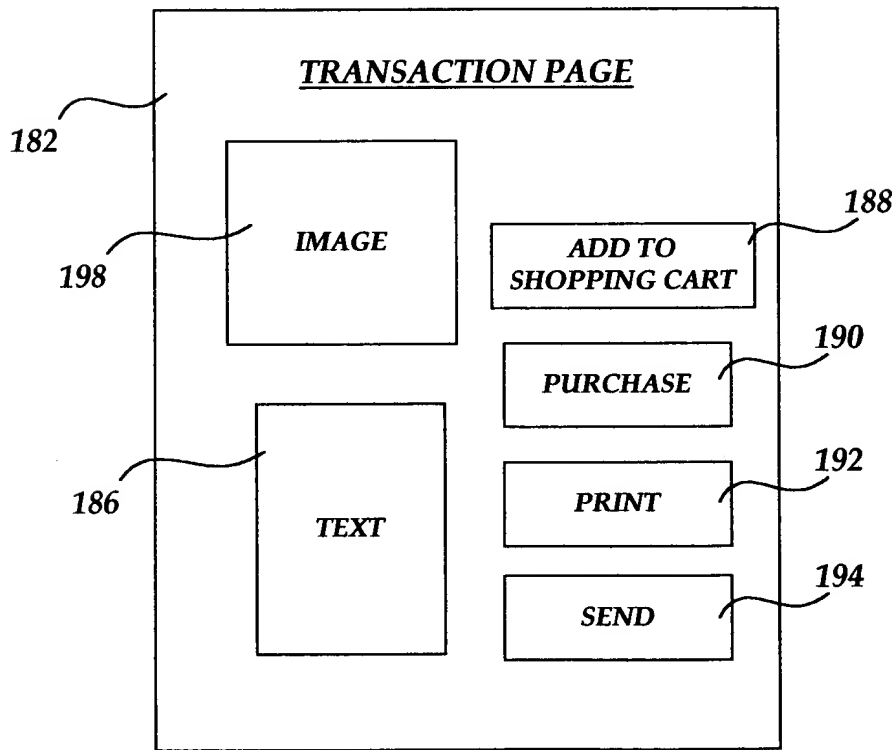 TRANSACTION PAGE
182
188
IMAGE
ADD TO
SHOPPING CART
198
190
PURCHASE
186
192
PRINT
TEXT
194
SEND